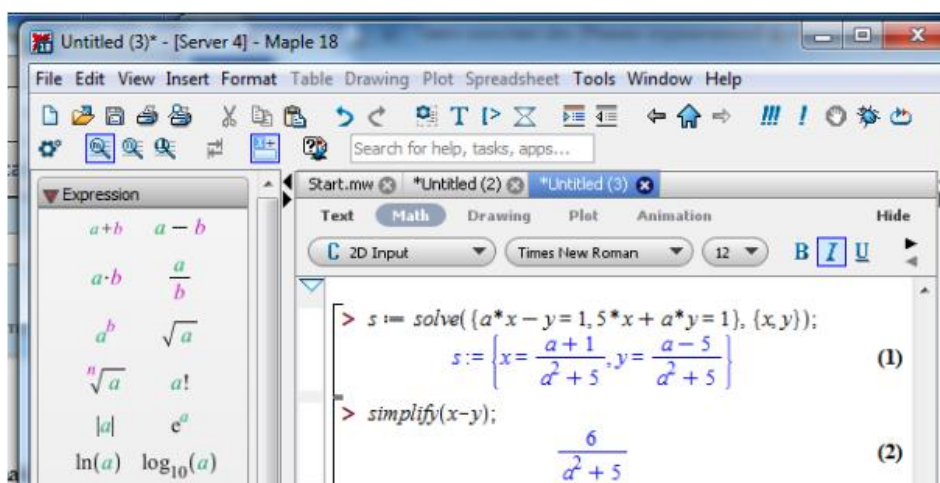 Untitled (3)* - [Server 4] - Maple 18
File Edit View Insert Format Table Drawing Plot Spreadsheet Tools Window Help
Search for help, tasks, apps...
Expression
a+b a − b
a·b a/b
a^b √a
ⁿ√a a!
|a| e^a
ln(a) log₁₀(a)
Start.mw *Untitled (2) *Untitled (3)
Text Math Drawing Plot Animation Hide
C 2D Input Times New Roman 12 B I U
> s := solve({a*x − y = 1, 5*x + a*y = 1}, {x, y});
s := {x = (a + 1)/(a² + 5), y = (a − 5)/(a² + 5)} (1)
> simplify(x−y);
6/(a² + 5) (2)